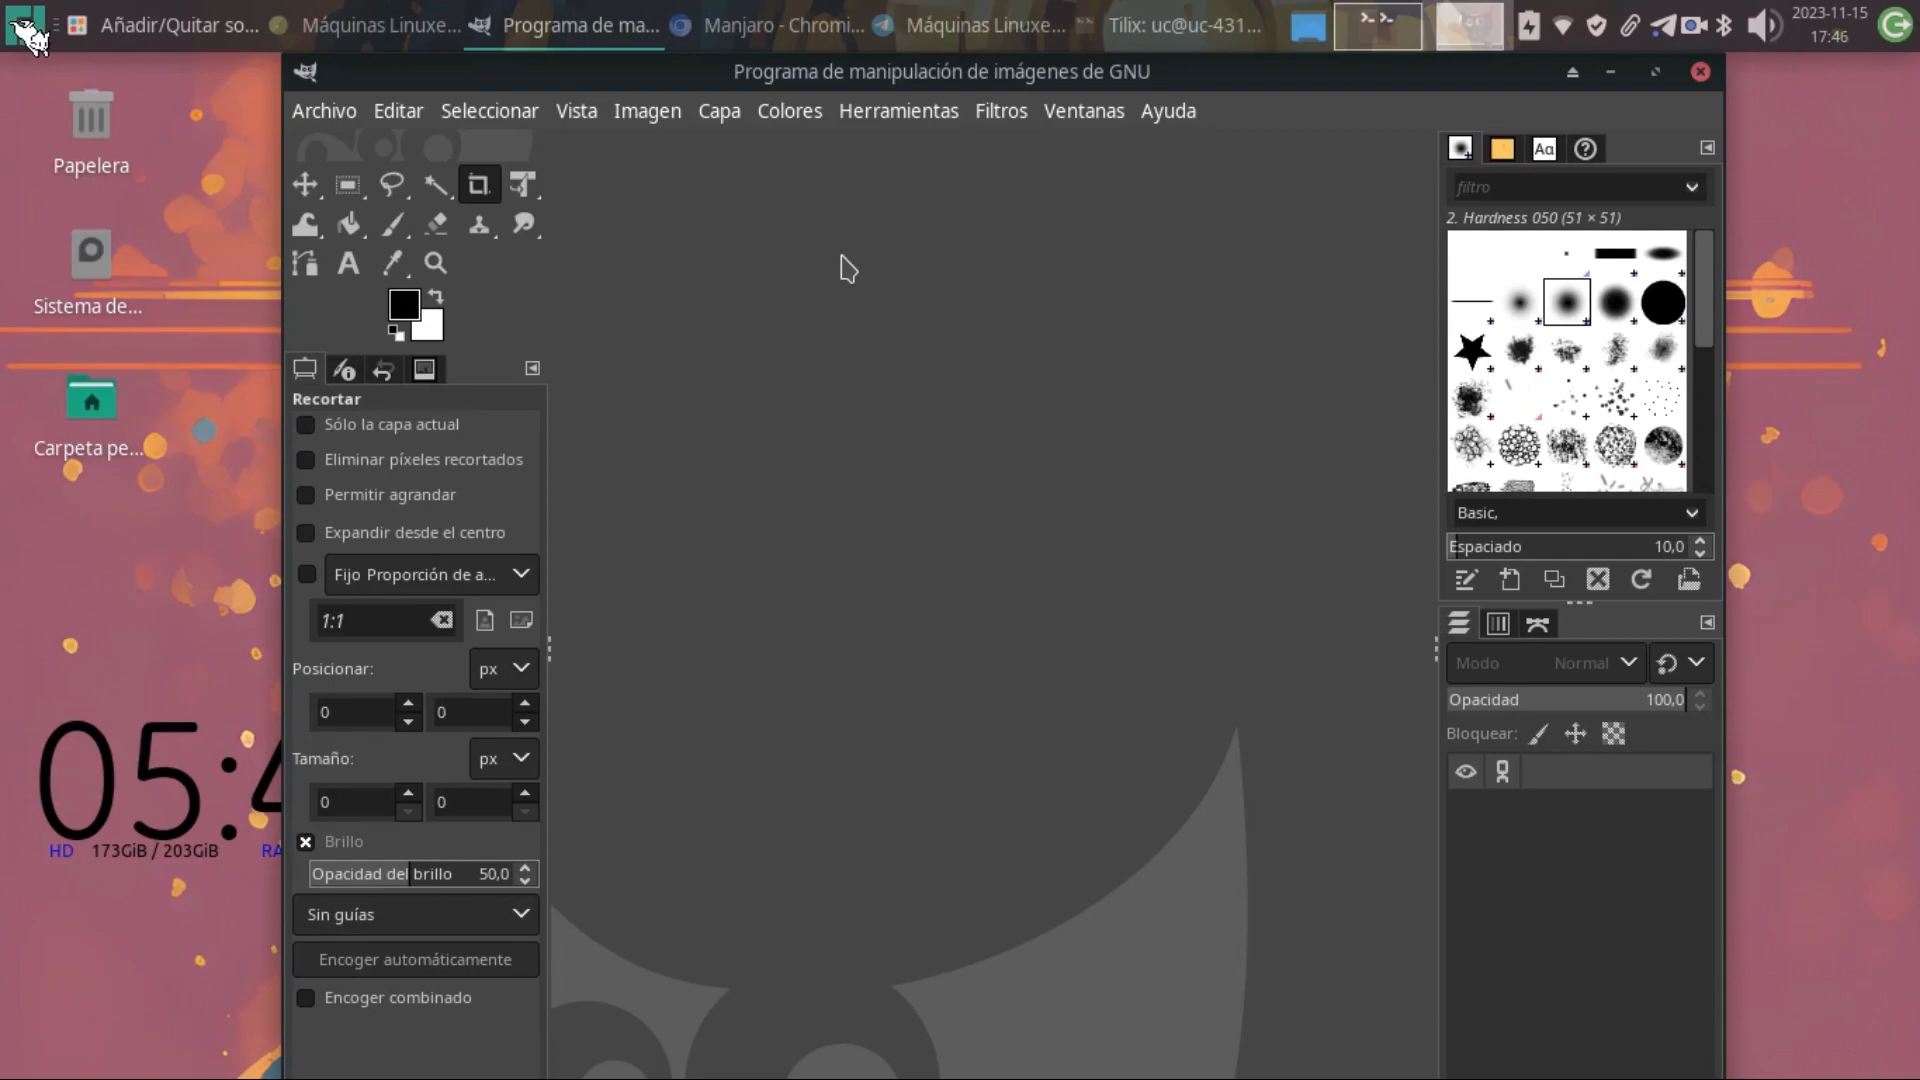 Añadir/Quitar so...
Máquinas Linuxe...
Programa de ma...
Manjaro - Chromi...
Máquinas Linuxe...
Tilix: uc@uc-431...
2023-11-15
17:46
Programa de manipulación de imágenes de GNU
Archivo Editar Seleccionar Vista Imagen Capa Colores Herramientas Filtros Ventanas Ayuda
Papelera
Sistema de...
Carpeta pe...
05:4
HD 173GiB / 203GiB RA
Recortar
Sólo la capa actual
Eliminar píxeles recortados
Permitir agrandar
Expandir desde el centro
Fijo Proporción de a...
1:1
Posicionar: px
0 0
Tamaño: px
0 0
Brillo
Opacidad del brillo 50,0
Sin guías
Encoger automáticamente
Encoger combinado
Aa
filtro
2. Hardness 050 (51 × 51)
Basic,
Espaciado 10,0
Modo Normal
Opacidad 100,0
Bloquear: